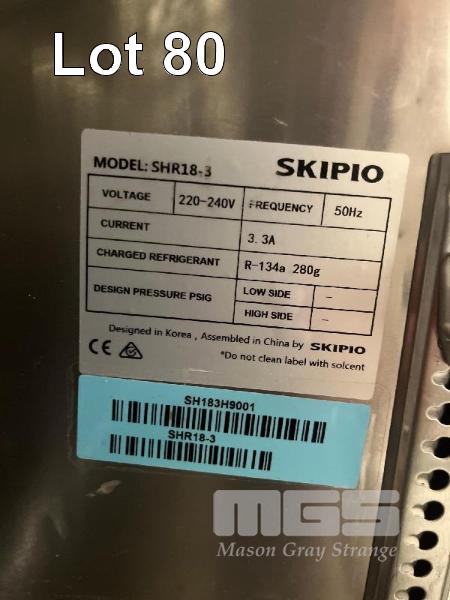 Lot 80
MODEL: SHR18-3 SKIPIO
VOLTAGE 220-240V FREQUENCY 50Hz
CURRENT 3.3A
CHARGED REFRIGERANT R-134a 280g
DESIGN PRESSURE PSIG LOW SIDE -
HIGH SIDE -
Designed in Korea , Assembled in China by SKIPIO
CE *Do not clean label with solcent
SH183H9001
SHR18-3
MGS
Mason Gray Strange